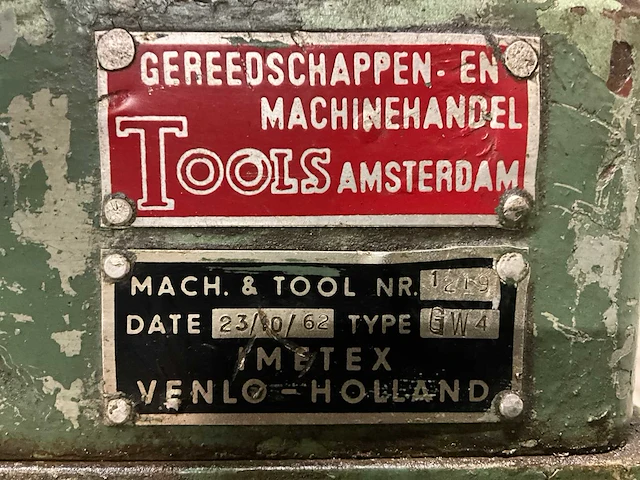 GEREEDSCHAPPEN- EN
MACHINEHANDEL
TOOLS AMSTERDAM
MACH. & TOOL NR. 1219
DATE 23/10/62 TYPE GW4
IMETEX
VENLO-HOLLAND